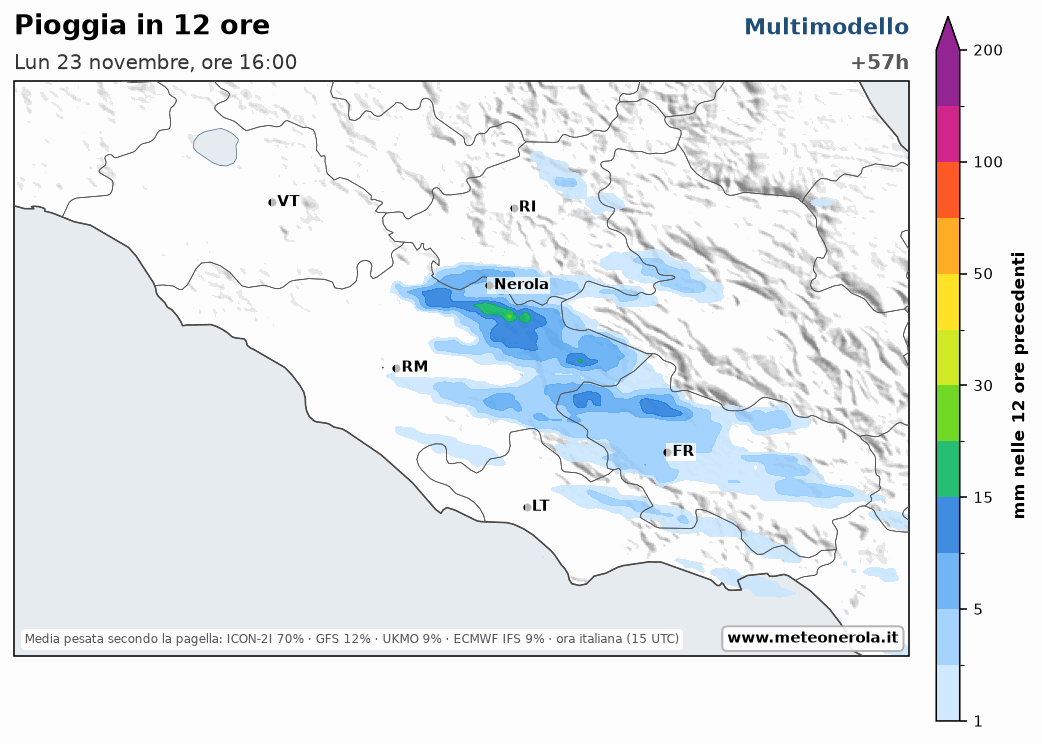 Pioggia in 12 ore
Multimodello
Lun 23 novembre, ore 16:00
+57h
VT
RI
Nerola
RM
FR
LT
Media pesata secondo la pagella: ICON-2I 70% · GFS 12% · UKMO 9% · ECMWF IFS 9% · ora italiana (15 UTC)
www.meteonerola.it
200
100
50
30
15
5
1
mm nelle 12 ore precedenti